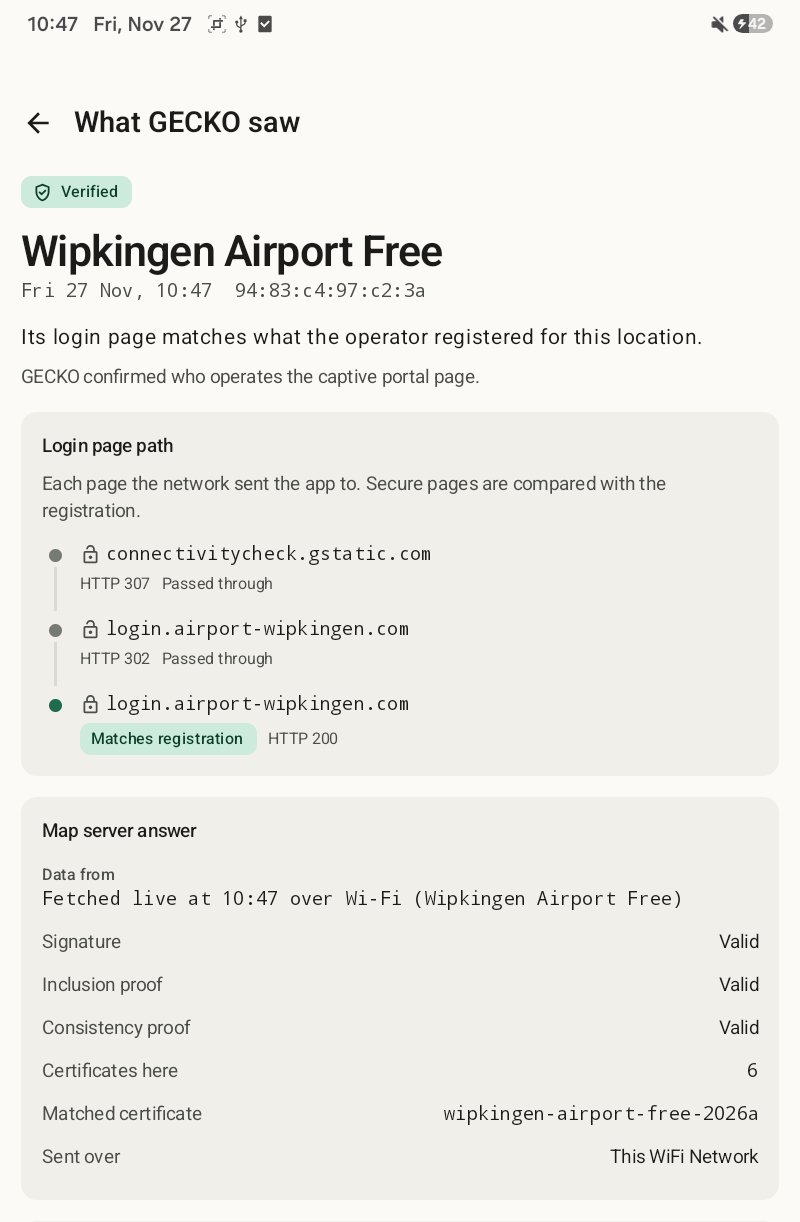 10:47 Fri, Nov 27
42
What GECKO saw
Verified
Wipkingen Airport Free
Fri 27 Nov, 10:47 94:83:c4:97:c2:3a
Its login page matches what the operator registered for this location.
GECKO confirmed who operates the captive portal page.
Login page path
Each page the network sent the app to. Secure pages are compared with the
registration.
connectivitycheck.gstatic.com
HTTP 307 Passed through
login.airport-wipkingen.com
HTTP 302 Passed through
login.airport-wipkingen.com
Matches registration HTTP 200
Map server answer
Data from
Fetched live at 10:47 over Wi-Fi (Wipkingen Airport Free)
Signature Valid
Inclusion proof Valid
Consistency proof Valid
Certificates here 6
Matched certificate wipkingen-airport-free-2026a
Sent over This WiFi Network